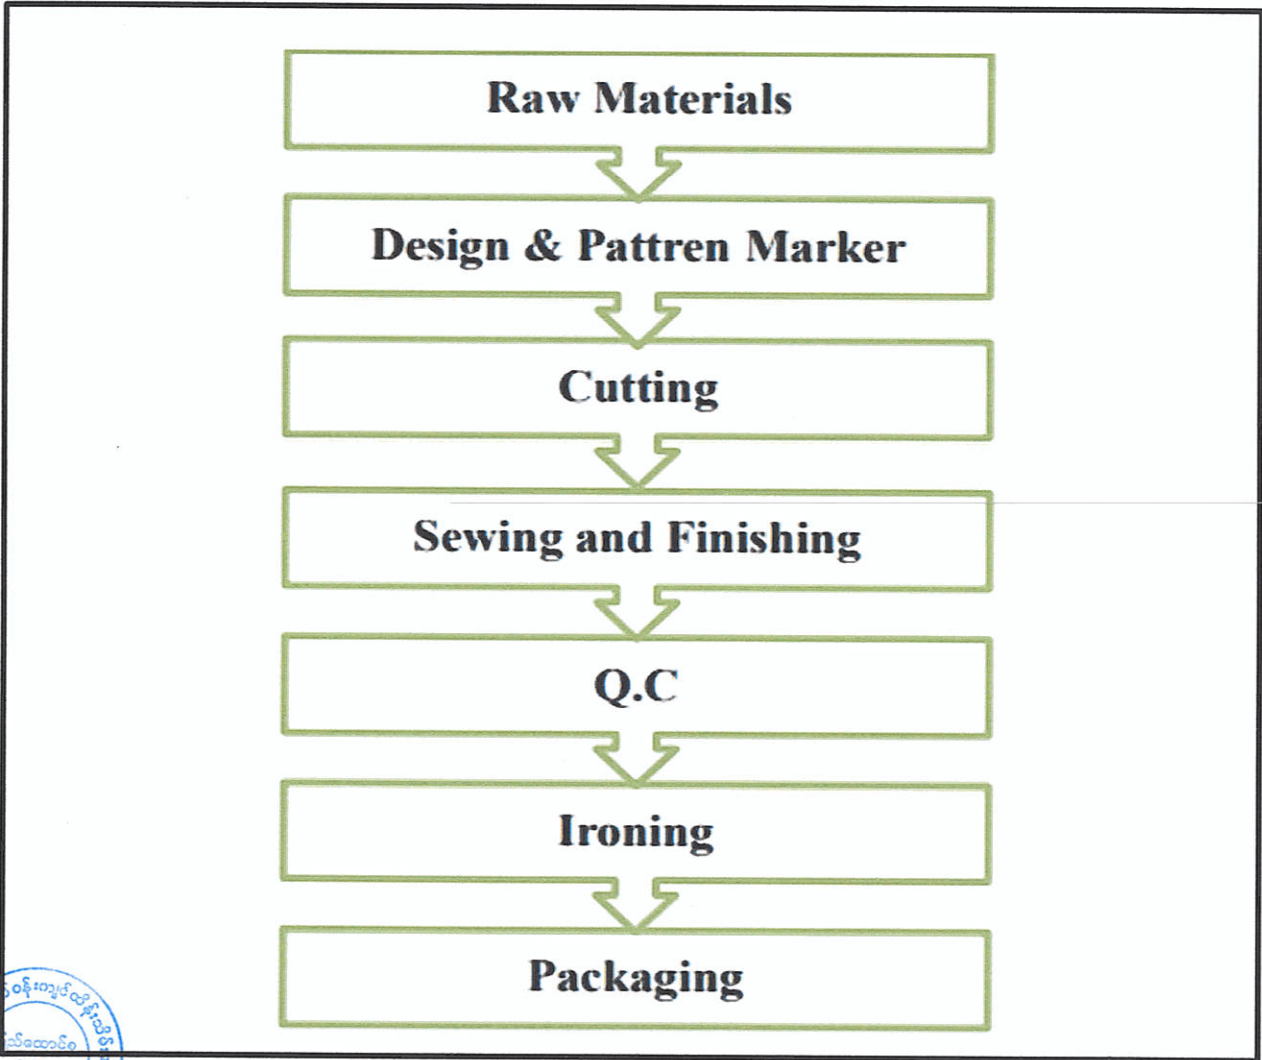 Raw Materials
Design & Pattren Marker
Cutting
Sewing and Finishing
Q.C
Ironing
Packaging